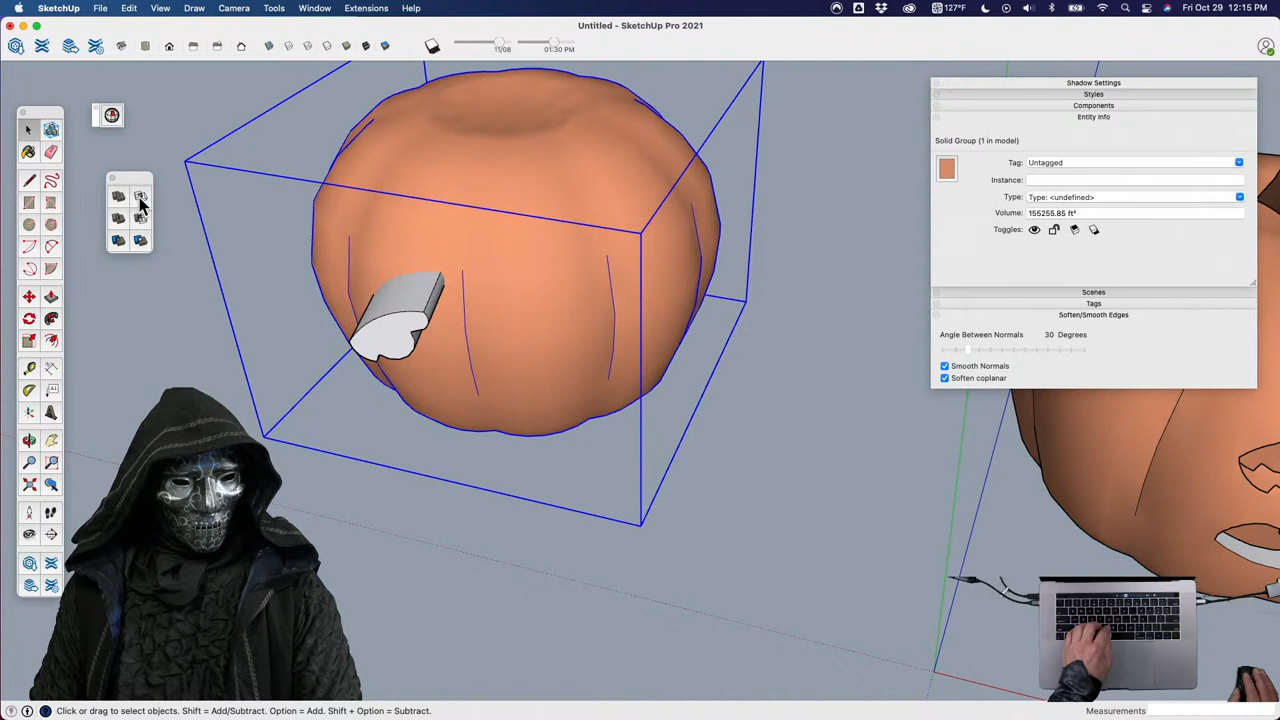 SketchUp File Edit View Draw Camera Tools Window Extensions Help
127°F Fri Oct 29 12:15 PM
Untitled - SketchUp Pro 2021
11/08 01:30 PM
Shadow Settings
Styles
Components
Entity Info
Solid Group (1 in model)
Tag: Untagged
Instance:
Type: Type: <undefined>
Volume: 155255.85 ft³
Toggles:
Scenes
Tags
Soften/Smooth Edges
Angle Between Normals 30 Degrees
Smooth Normals
Soften coplanar
Click or drag to select objects. Shift = Add/Subtract. Option = Add. Shift + Option = Subtract.
Measurements